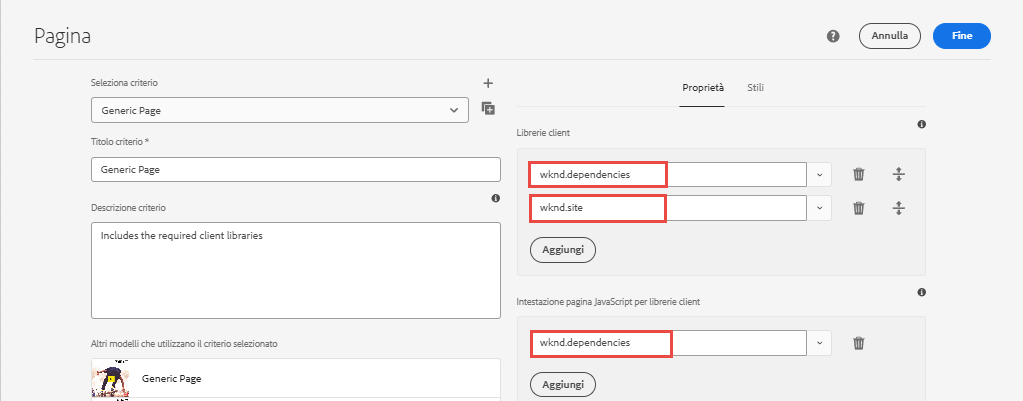 Pagina
Annulla
Fine
Seleziona criterio
Generic Page
Titolo criterio *
Generic Page
Descrizione criterio
Includes the required client libraries
Altri modelli che utilizzano il criterio selezionato
Generic Page
Proprietà
Stili
Librerie client
wknd.dependencies
wknd.site
Aggiungi
Intestazione pagina JavaScript per librerie client
wknd.dependencies
Aggiungi